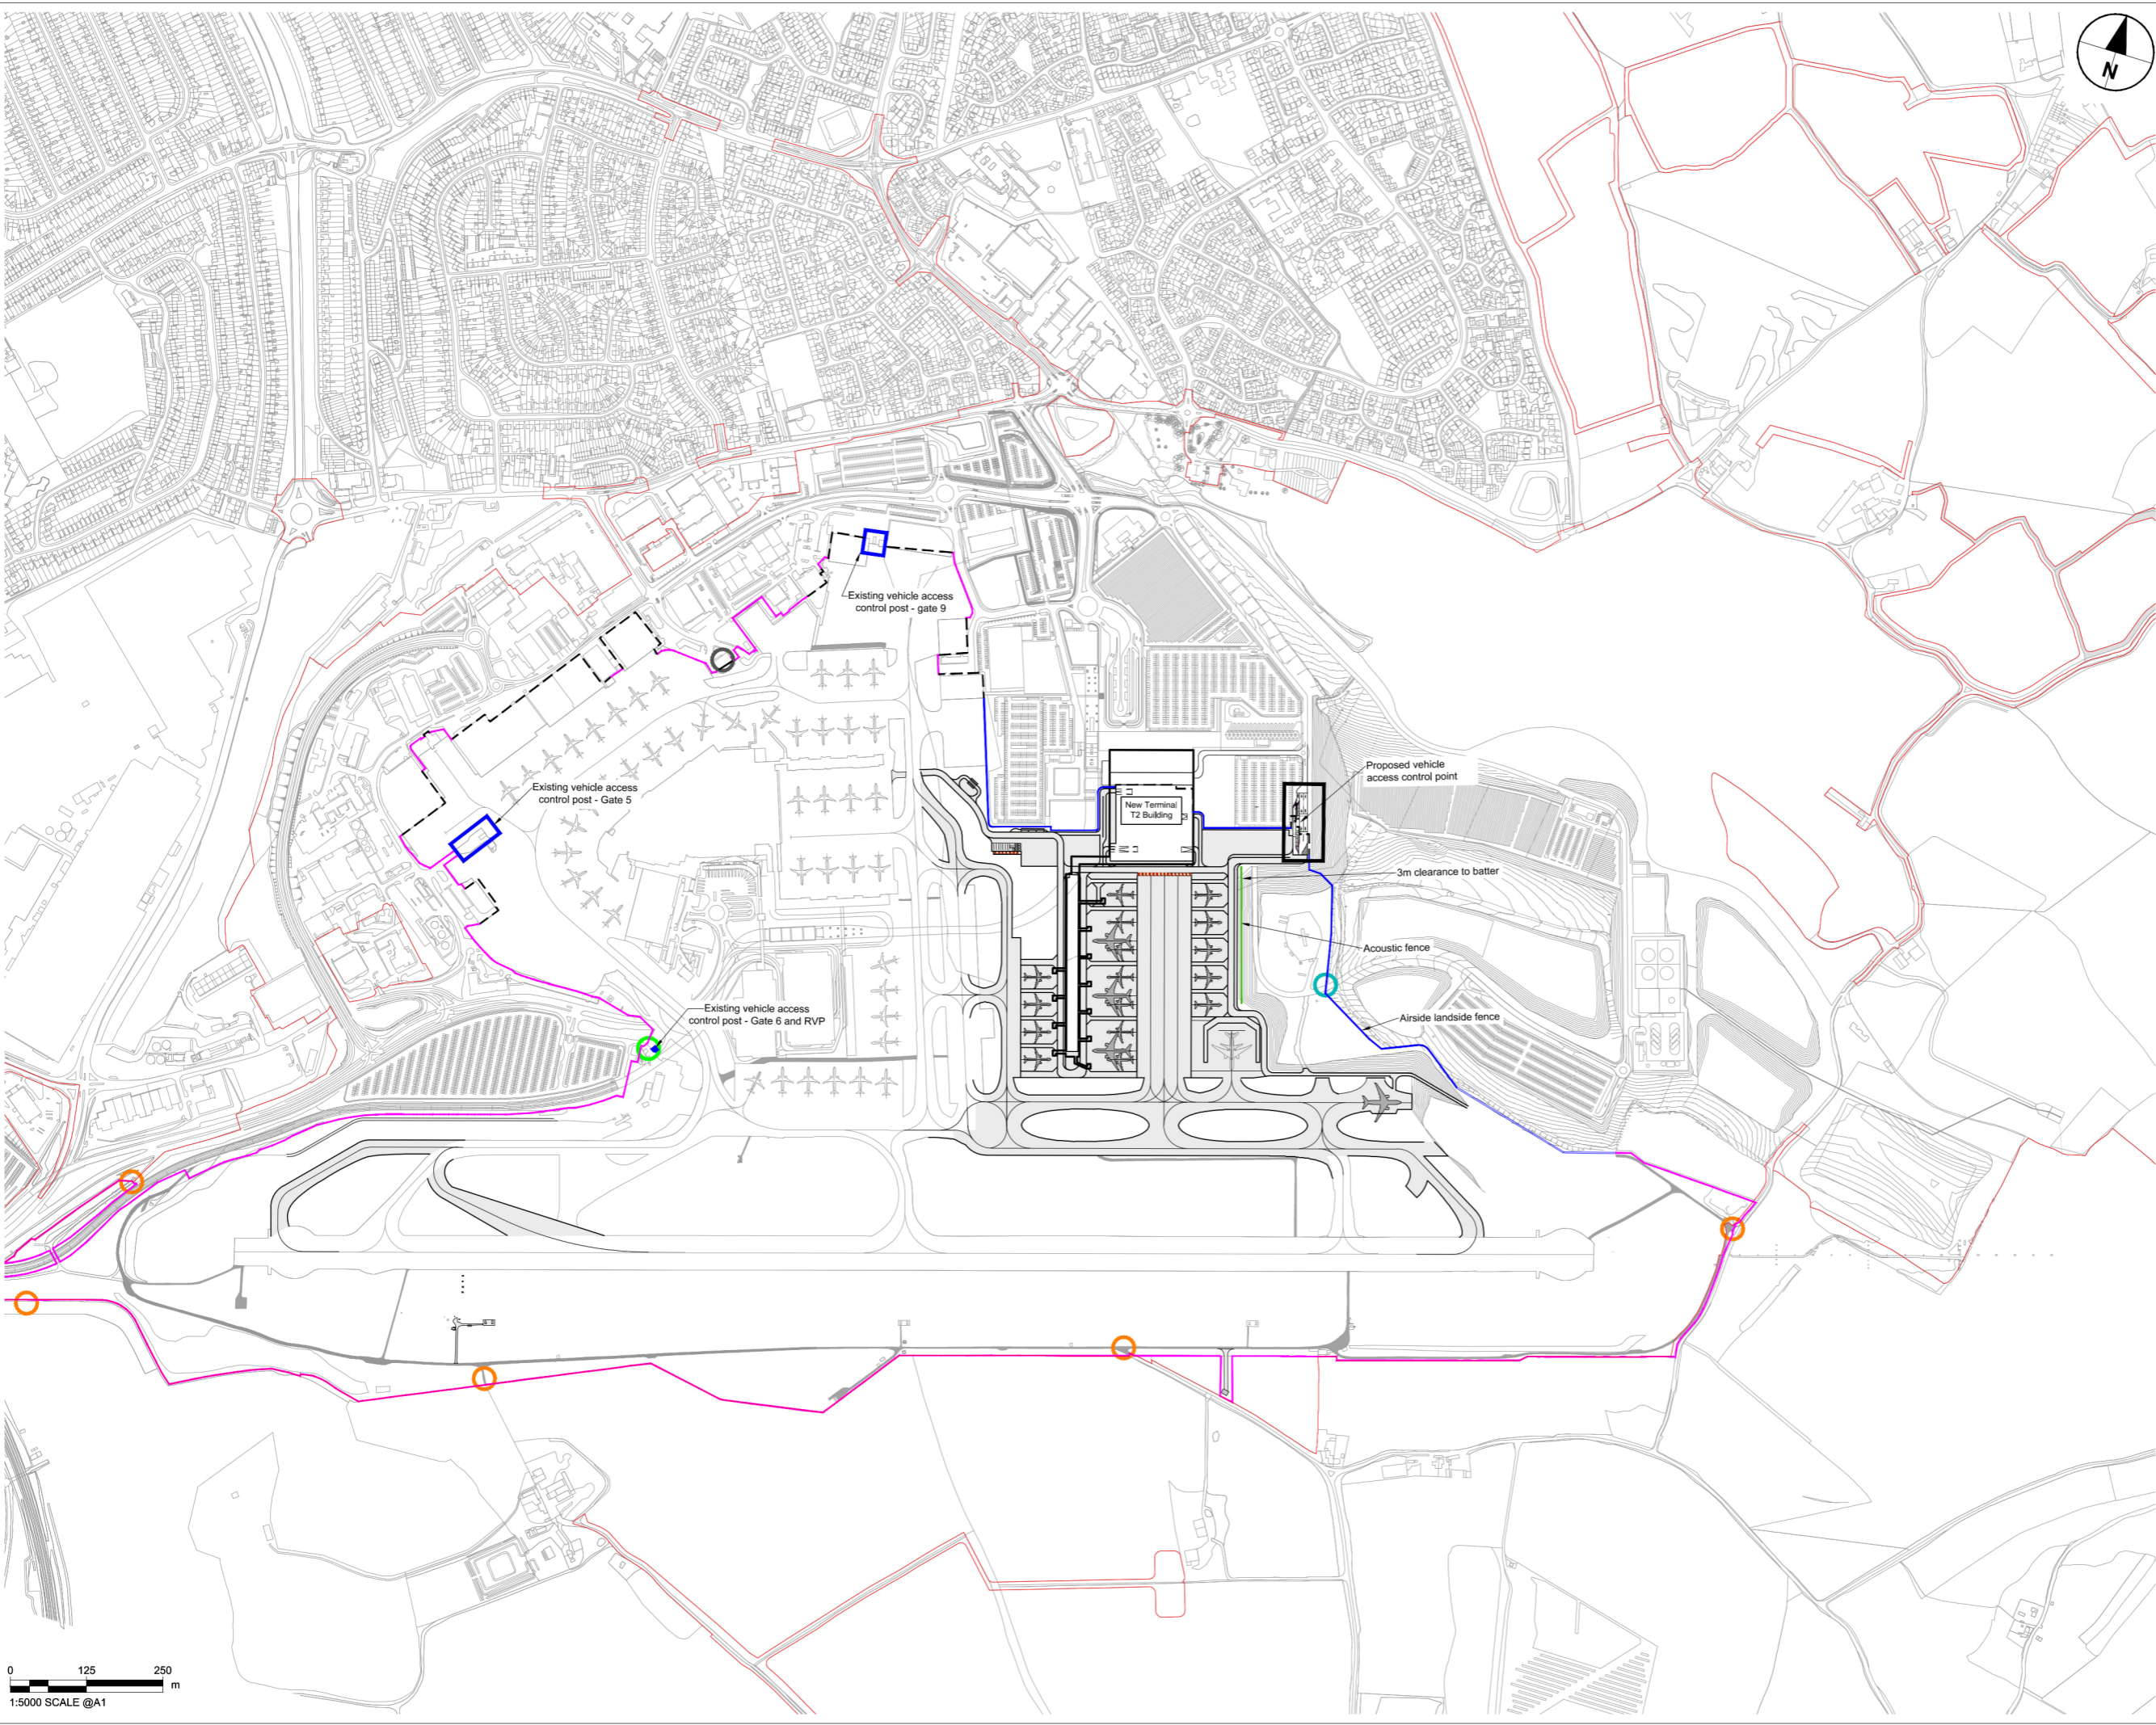 N
Existing vehicle access
control post - gate 9
Existing vehicle access
control post - Gate 5
Proposed vehicle
access control point
New Terminal
T2 Building
3m clearance to batter
Acoustic fence
Airside landside fence
Existing vehicle access
control post - Gate 6 and RVP
0 125 250
m
1:5000 SCALE @A1